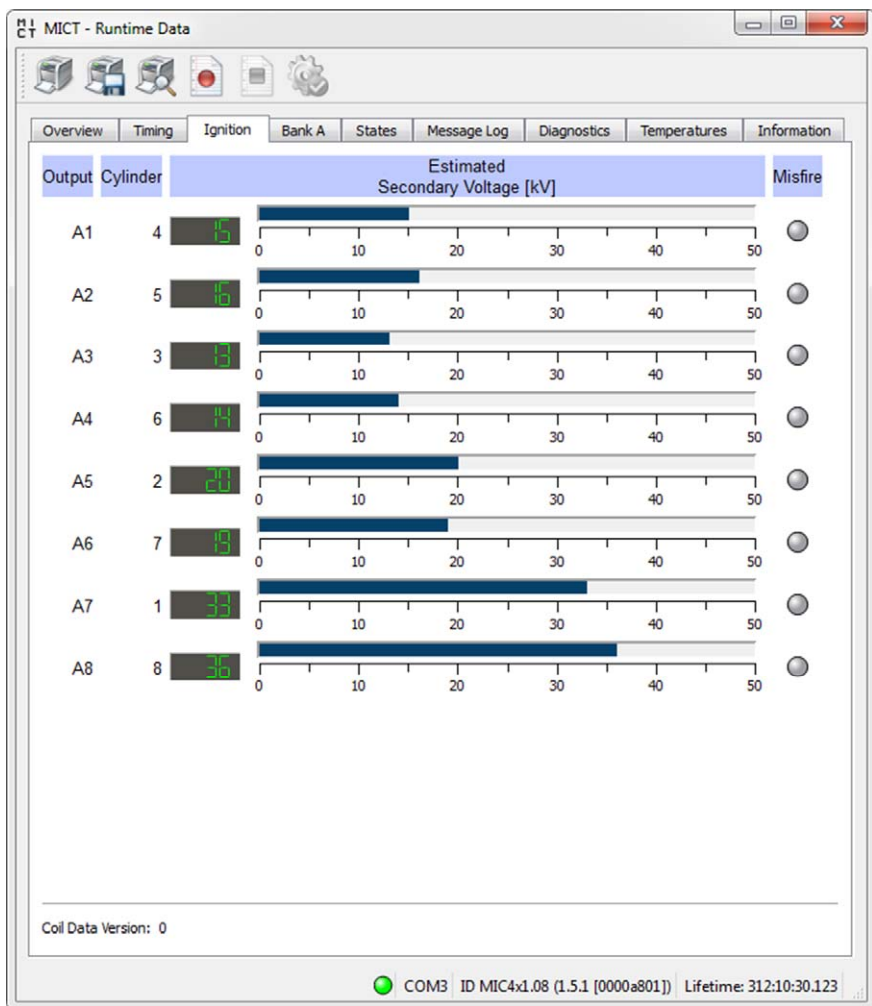 MICT - Runtime Data
Overview Timing Ignition Bank A States Message Log Diagnostics Temperatures Information
Output Cylinder Estimated Secondary Voltage [kV] Misfire
A1 4 15
0 10 20 30 40 50
A2 5 16
0 10 20 30 40 50
A3 3 13
0 10 20 30 40 50
A4 6 14
0 10 20 30 40 50
A5 2 20
0 10 20 30 40 50
A6 7 19
0 10 20 30 40 50
A7 1 33
0 10 20 30 40 50
A8 8 36
0 10 20 30 40 50
Coil Data Version: 0
COM3 ID MIC4x1.08 (1.5.1 [0000a801]) Lifetime: 312:10:30.123